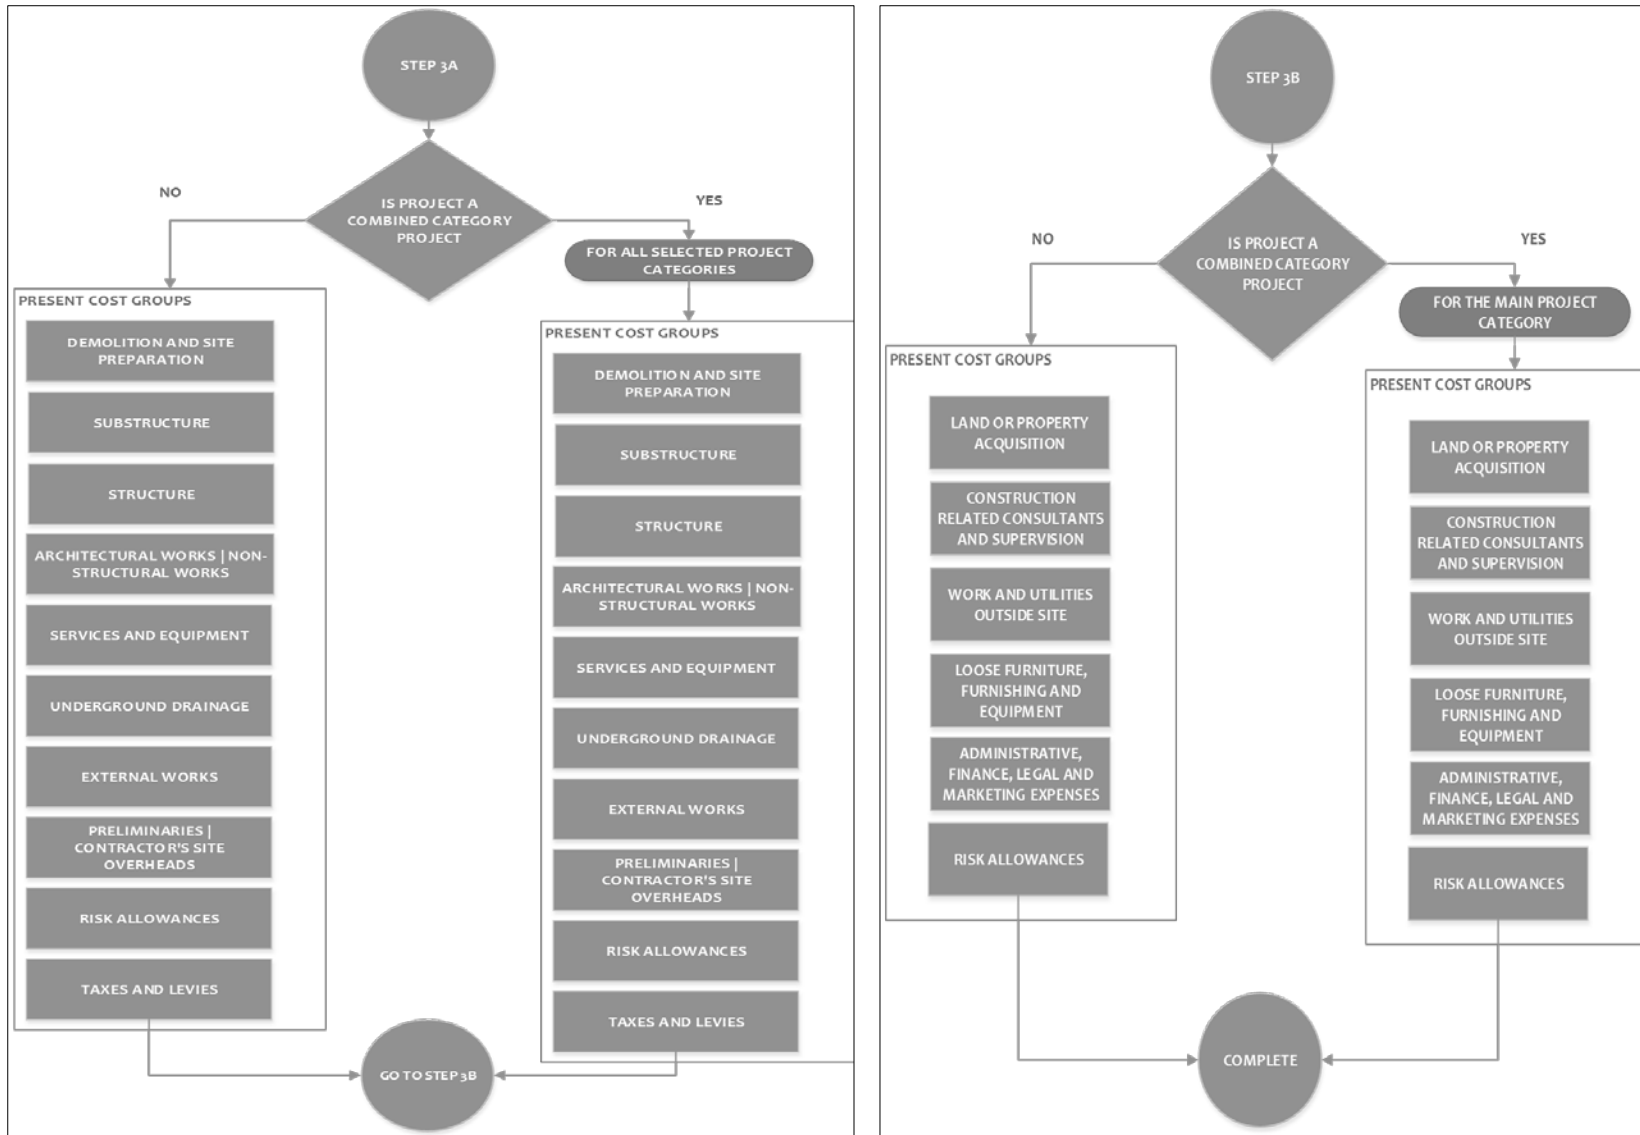 STEP 3A
IS PROJECT A
COMBINED CATEGORY
PROJECT
NO
YES
FOR ALL SELECTED PROJECT
CATEGORIES
PRESENT COST GROUPS
DEMOLITION AND SITE
PREPARATION
SUBSTRUCTURE
STRUCTURE
ARCHITECTURAL WORKS | NON-
STRUCTURAL WORKS
SERVICES AND EQUIPMENT
UNDERGROUND DRAINAGE
EXTERNAL WORKS
PRELIMINARIES |
CONTRACTOR'S SITE
OVERHEADS
RISK ALLOWANCES
TAXES AND LEVIES
PRESENT COST GROUPS
DEMOLITION AND SITE
PREPARATION
SUBSTRUCTURE
STRUCTURE
ARCHITECTURAL WORKS | NON-
STRUCTURAL WORKS
SERVICES AND EQUIPMENT
UNDERGROUND DRAINAGE
EXTERNAL WORKS
PRELIMINARIES |
CONTRACTOR'S SITE
OVERHEADS
RISK ALLOWANCES
TAXES AND LEVIES
GO TO STEP 3B
STEP 3B
IS PROJECT A
COMBINED CATEGORY
PROJECT
NO
YES
FOR THE MAIN PROJECT
CATEGORY
PRESENT COST GROUPS
LAND OR PROPERTY
ACQUISITION
CONSTRUCTION
RELATED CONSULTANTS
AND SUPERVISION
WORK AND UTILITIES
OUTSIDE SITE
LOOSE FURNITURE,
FURNISHING AND
EQUIPMENT
ADMINISTRATIVE,
FINANCE, LEGAL AND
MARKETING EXPENSES
RISK ALLOWANCES
PRESENT COST GROUPS
LAND OR PROPERTY
ACQUISITION
CONSTRUCTION
RELATED CONSULTANTS
AND SUPERVISION
WORK AND UTILITIES
OUTSIDE SITE
LOOSE FURNITURE,
FURNISHING AND
EQUIPMENT
ADMINISTRATIVE,
FINANCE, LEGAL AND
MARKETING EXPENSES
RISK ALLOWANCES
COMPLETE